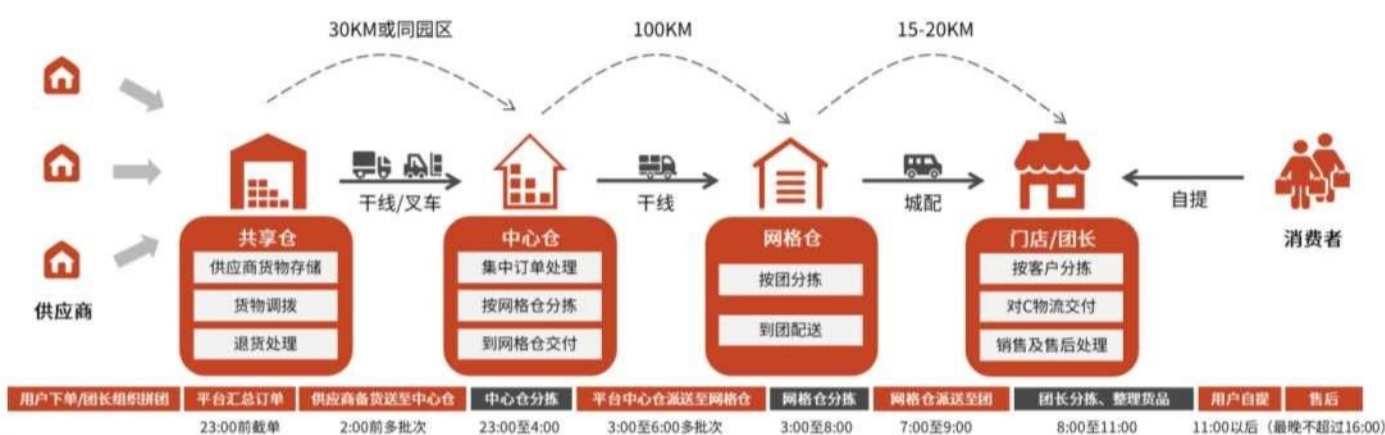 30KM或同园区
100KM
15-20KM
干线/叉车
干线
城配
自提
供应商
共享仓
供应商货物存储
货物调拨
退货处理
中心仓
集中订单处理
按网格仓分拣
到网格仓交付
网格仓
按团分拣
到团配送
门店/团长
按客户分拣
对C物流交付
销售及售后处理
消费者
用户下单/团长组织拼团
平台汇总订单
供应商备货送至中心仓
中心仓分拣
平台中心仓派送至网格仓
网格仓分拣
网格仓派送至团
团长分拣、整理货品
用户自提
售后
23:00前截单
2:00前多批次
23:00至4:00
3:00至6:00多批次
3:00至8:00
7:00至9:00
8:00至11:00
11:00以后（最晚不超过16:00)